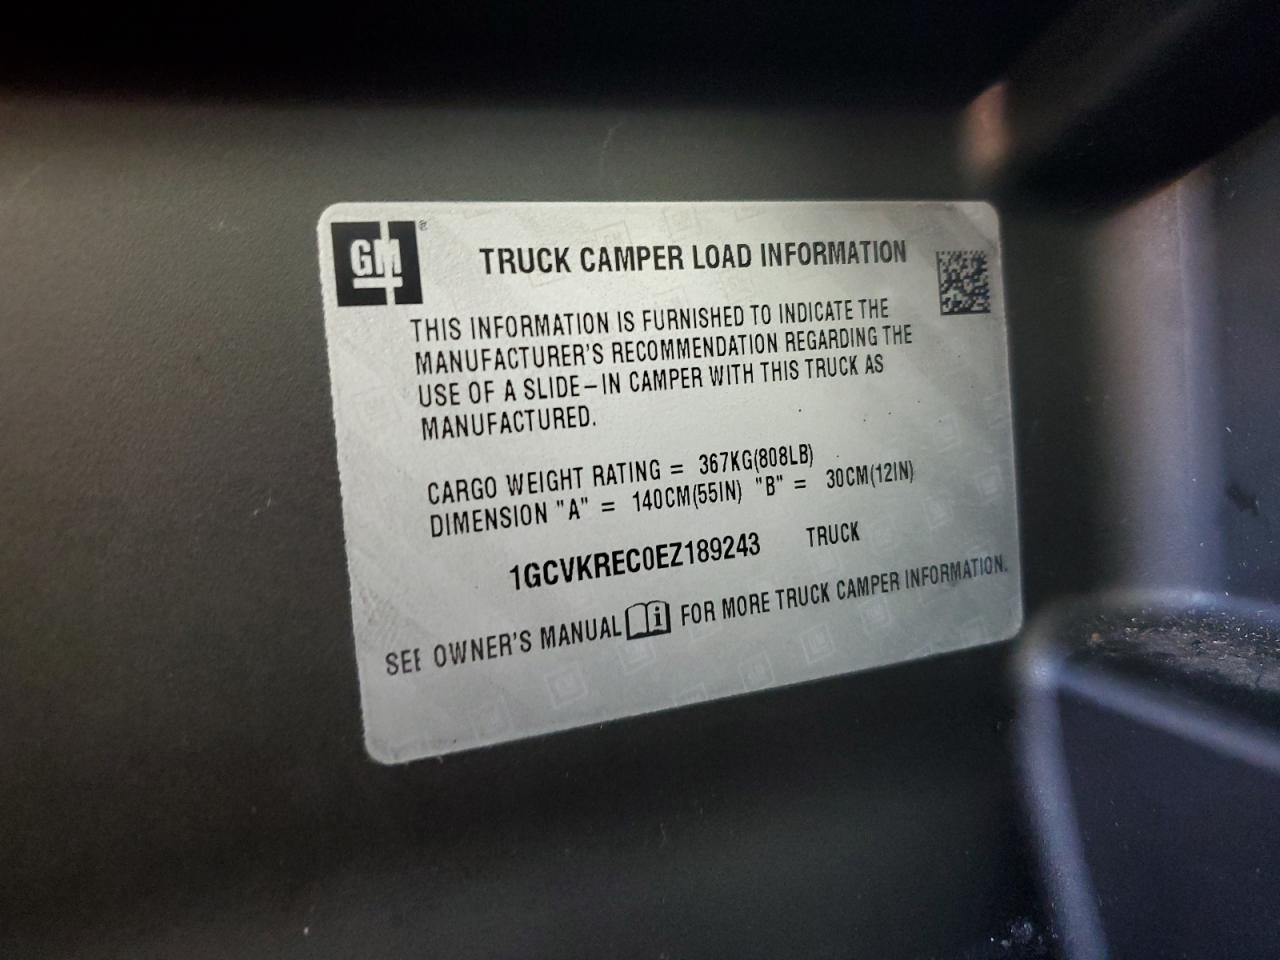 GM ®
TRUCK CAMPER LOAD INFORMATION
THIS INFORMATION IS FURNISHED TO INDICATE THE
MANUFACTURER'S RECOMMENDATION REGARDING THE
USE OF A SLIDE-IN CAMPER WITH THIS TRUCK AS
MANUFACTURED.
CARGO WEIGHT RATING = 367KG(808LB)
DIMENSION "A" = 140CM(55IN) "B" = 30CM(12IN)
1GCVKREC0EZ189243 TRUCK
SEE OWNER'S MANUAL i FOR MORE TRUCK CAMPER INFORMATION.